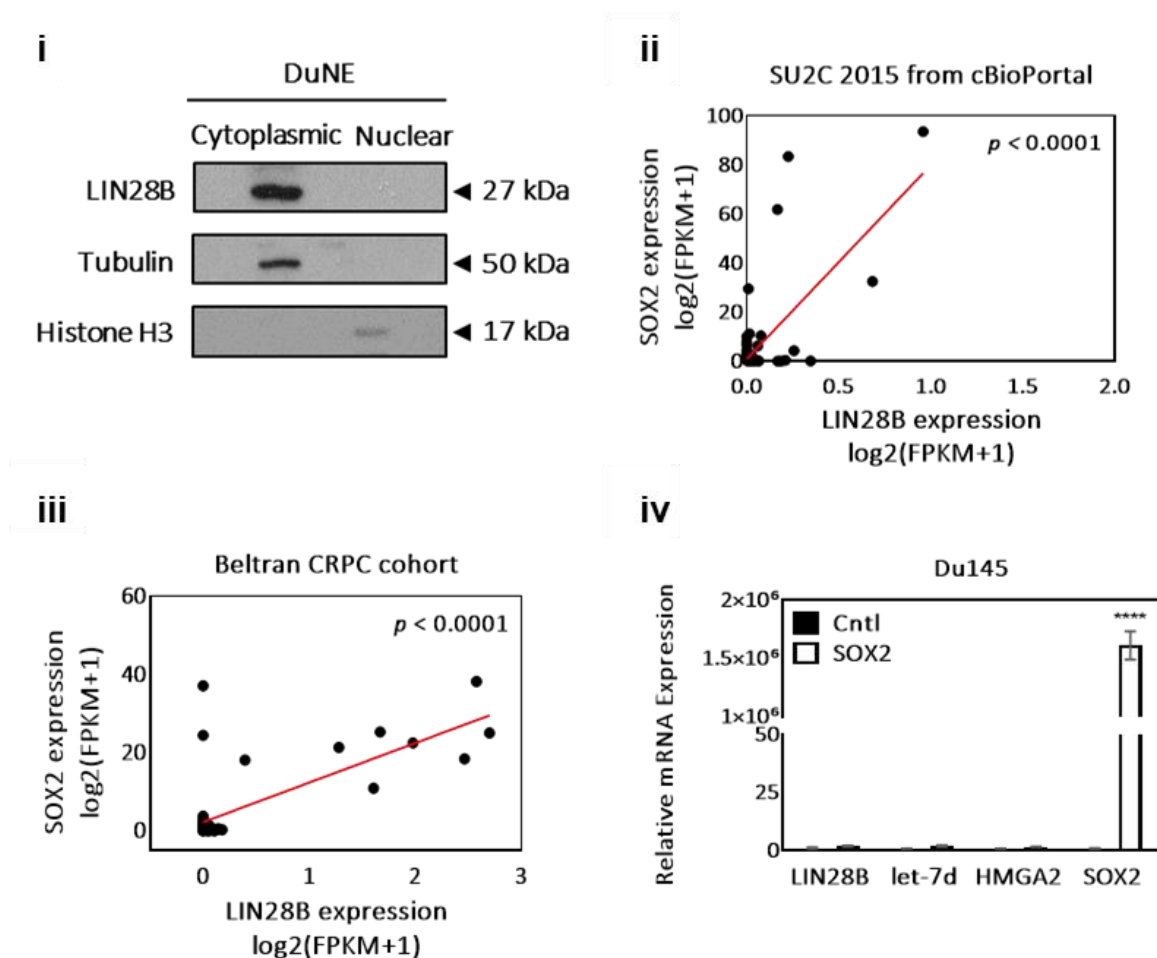 i
DuNE
Cytoplasmic Nuclear
LIN28B
27 kDa
Tubulin
50 kDa
Histone H3
17 kDa
ii
SU2C 2015 from cBioPortal
p < 0.0001
SOX2 expression
log2(FPKM+1)
100
80
60
40
20
0
0.0 0.5 1.0 1.5 2.0
LIN28B expression
log2(FPKM+1)
iii
Beltran CRPC cohort
p < 0.0001
SOX2 expression
log2(FPKM+1)
60
40
20
0
0 1 2 3
LIN28B expression
log2(FPKM+1)
iv
Du145
Relative mRNA Expression
2×10⁶
1.5×10⁶
1×10⁶
50
25
0
Cntl
SOX2
****
LIN28B let-7d HMGA2 SOX2